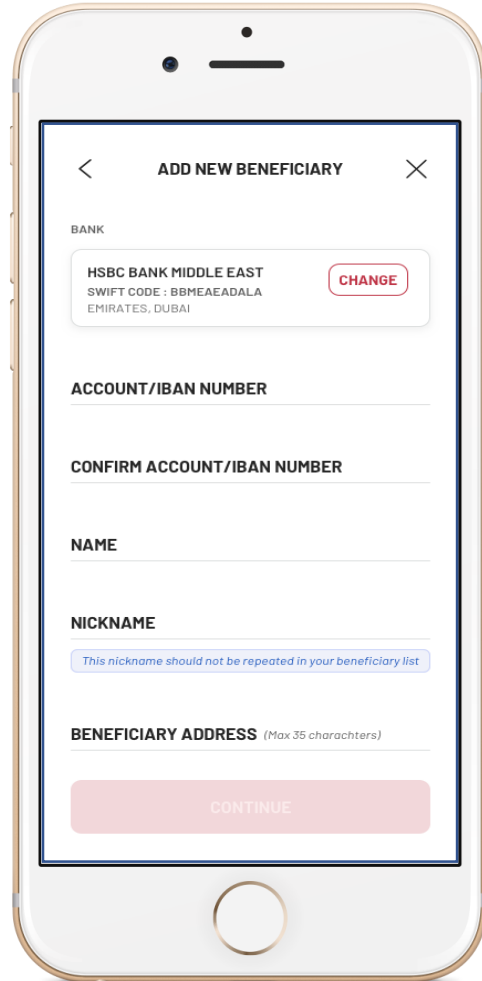 ADD NEW BENEFICIARY
BANK
HSBC BANK MIDDLE EAST
SWIFT CODE : BBMEAEADALA
EMIRATES, DUBAI
CHANGE
ACCOUNT/IBAN NUMBER
CONFIRM ACCOUNT/IBAN NUMBER
NAME
NICKNAME
This nickname should not be repeated in your beneficiary list
BENEFICIARY ADDRESS (Max 35 charachters)
CONTINUE